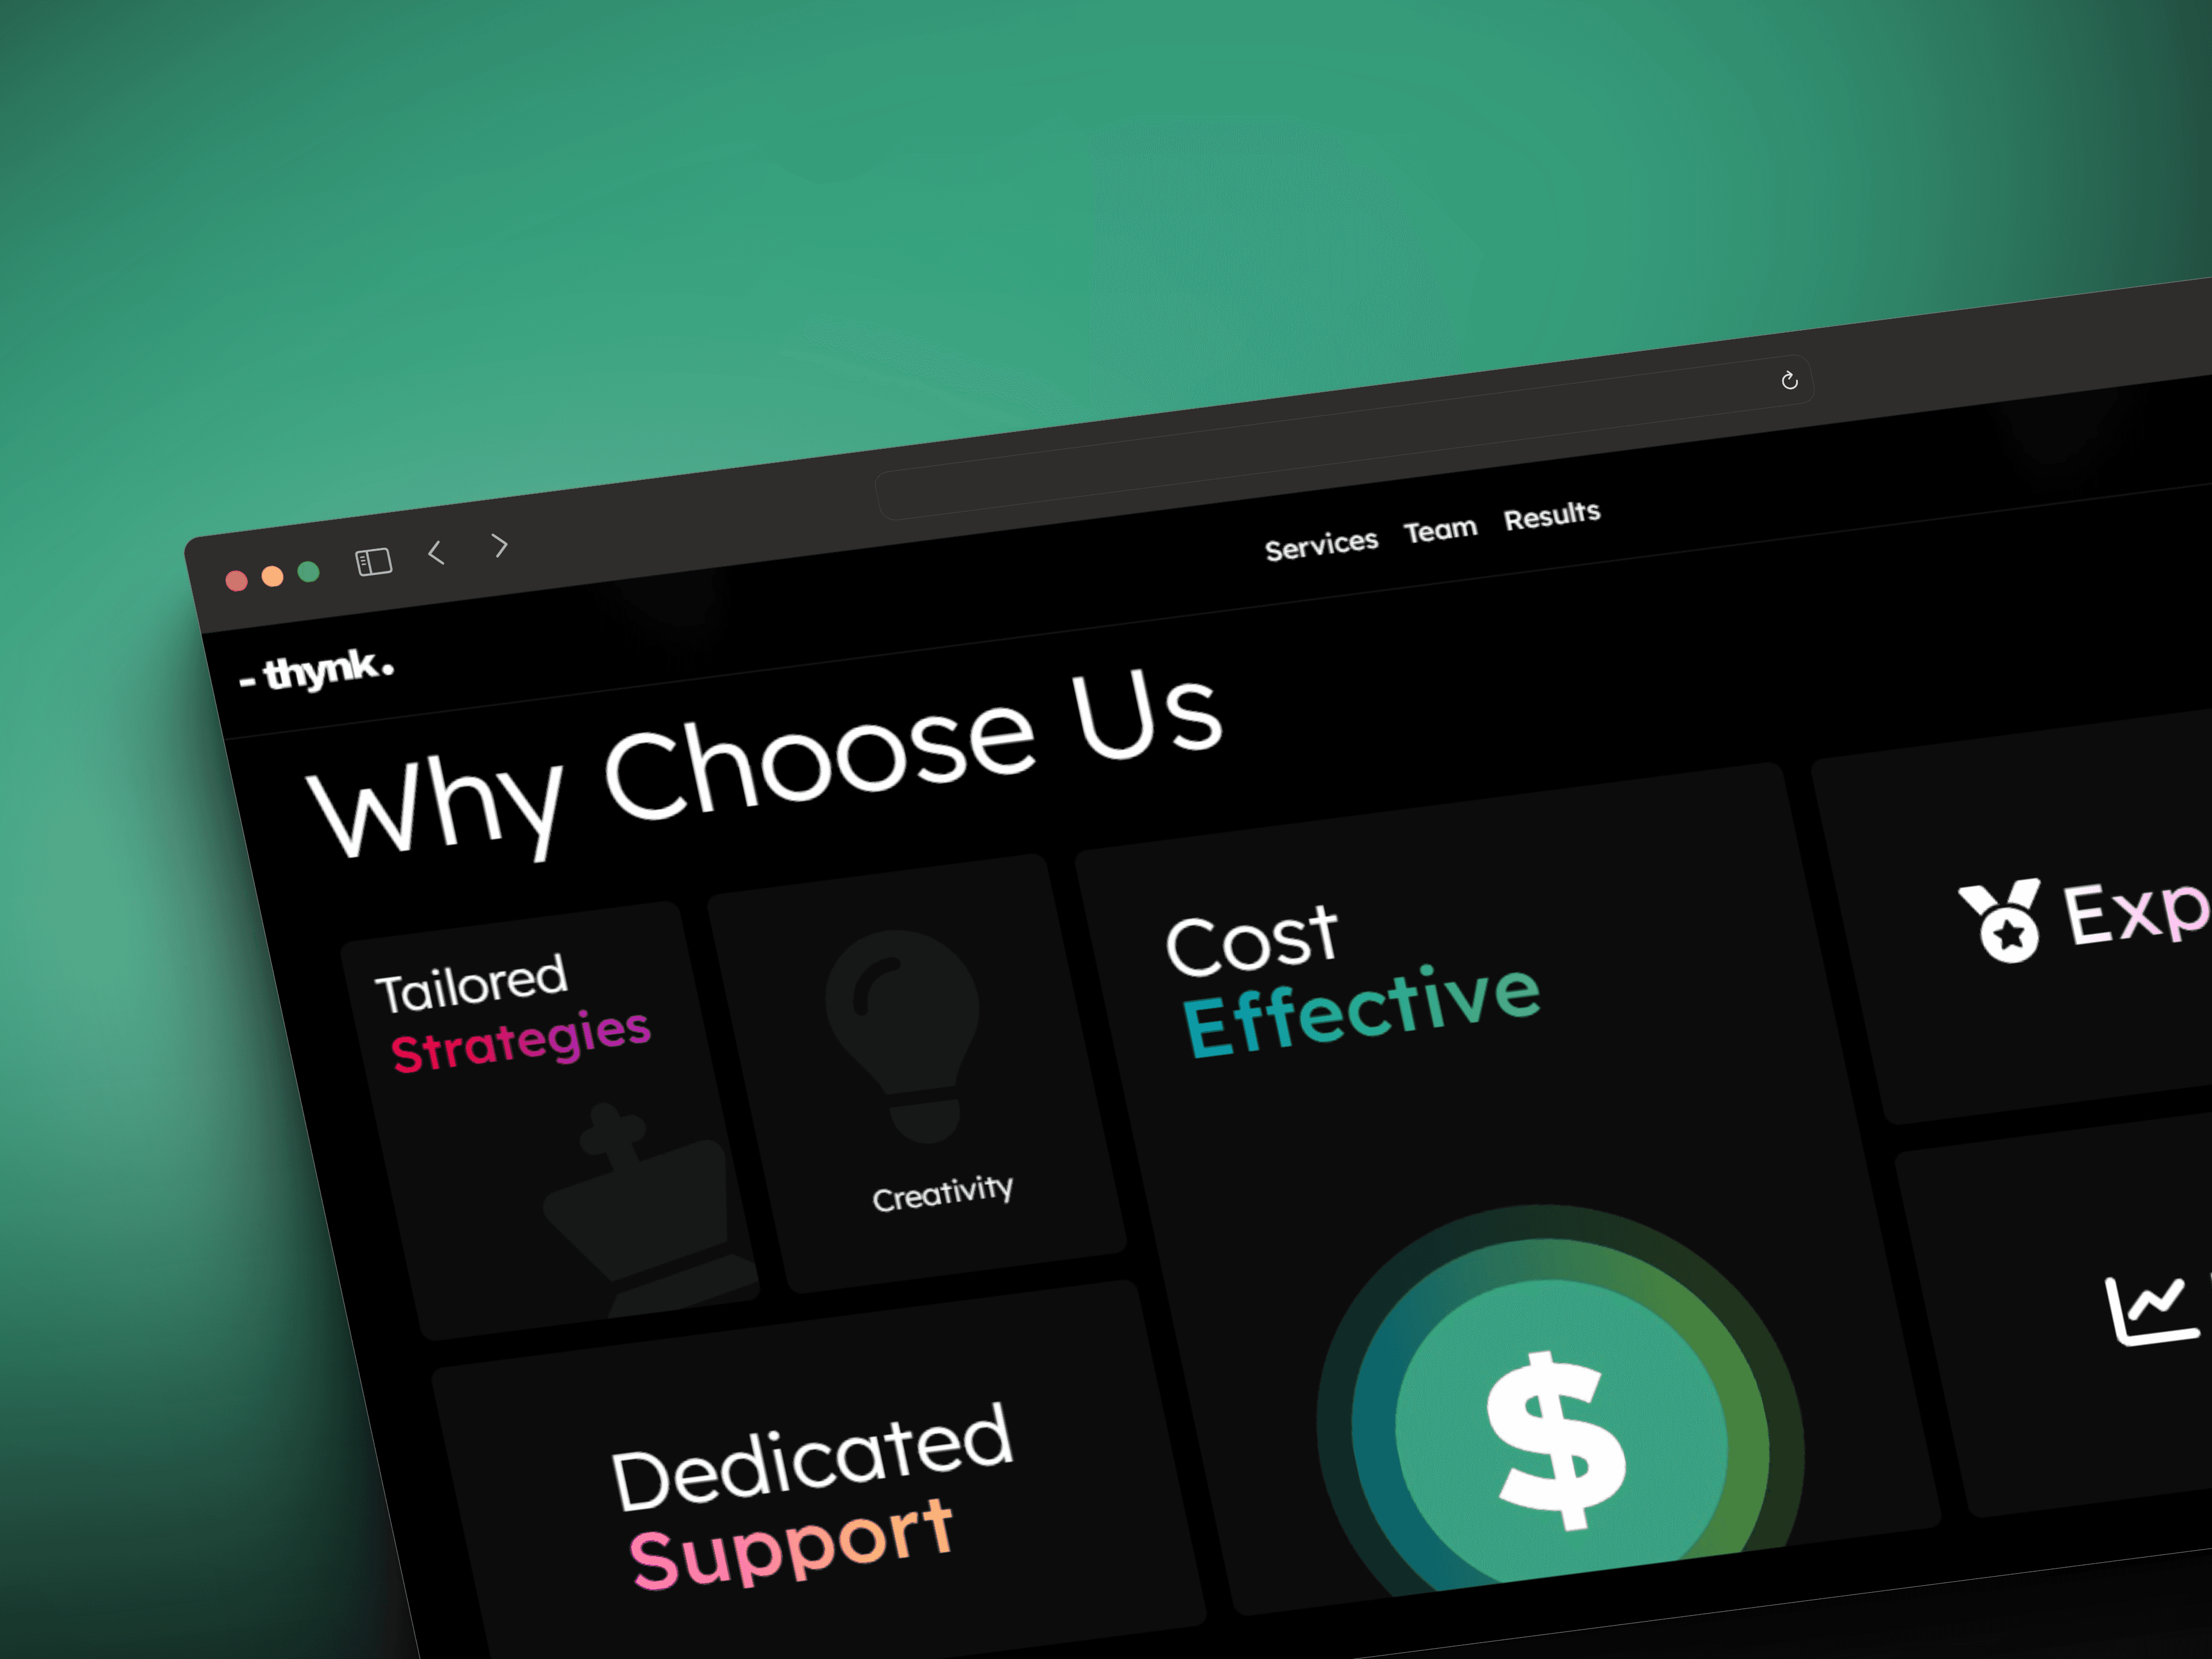 Services Team Results
- thynk.
Why Choose Us
Tailored
Strategies
Creativity
Cost
Effective
$
Exp
Dedicated
Support